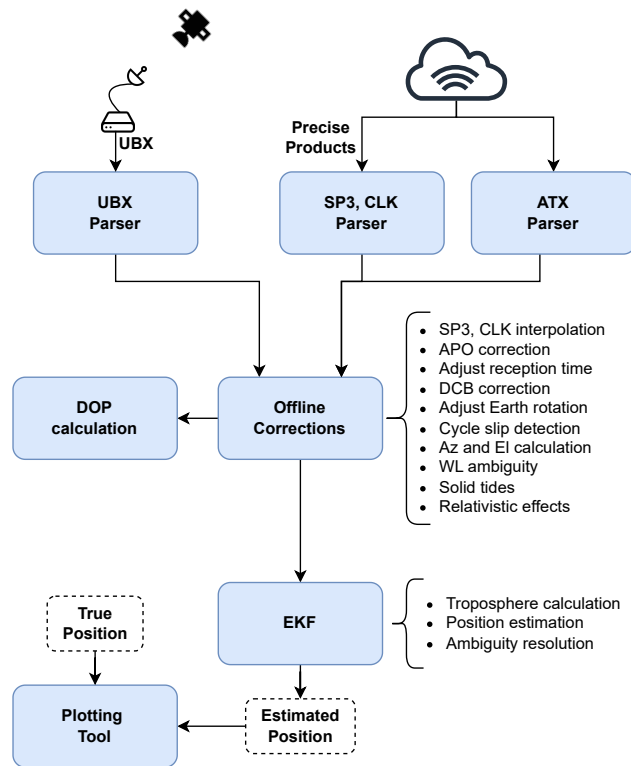 UBX
Precise
Products
UBX
Parser
SP3, CLK
Parser
ATX
Parser
DOP
calculation
Offline
Corrections
SP3, CLK interpolation
APO correction
Adjust reception time
DCB correction
Adjust Earth rotation
Cycle slip detection
Az and El calculation
WL ambiguity
Solid tides
Relativistic effects
True
Position
EKF
Troposphere calculation
Position estimation
Ambiguity resolution
Plotting
Tool
Estimated
Position